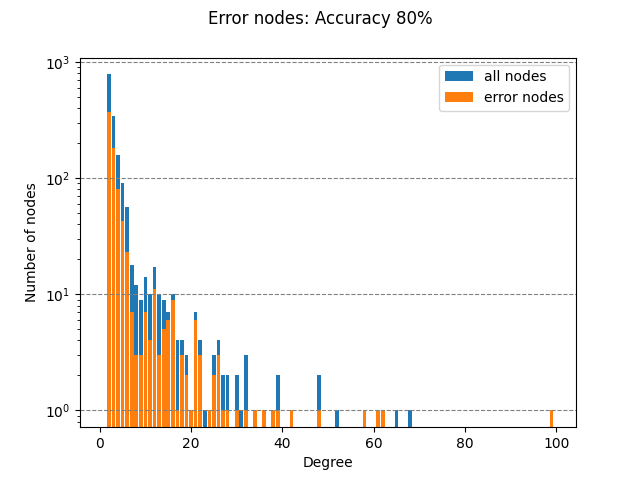 Error nodes: Accuracy 80%
all nodes
error nodes
10³
10²
10¹
10⁰
Number of nodes
0 20 40 60 80 100
Degree